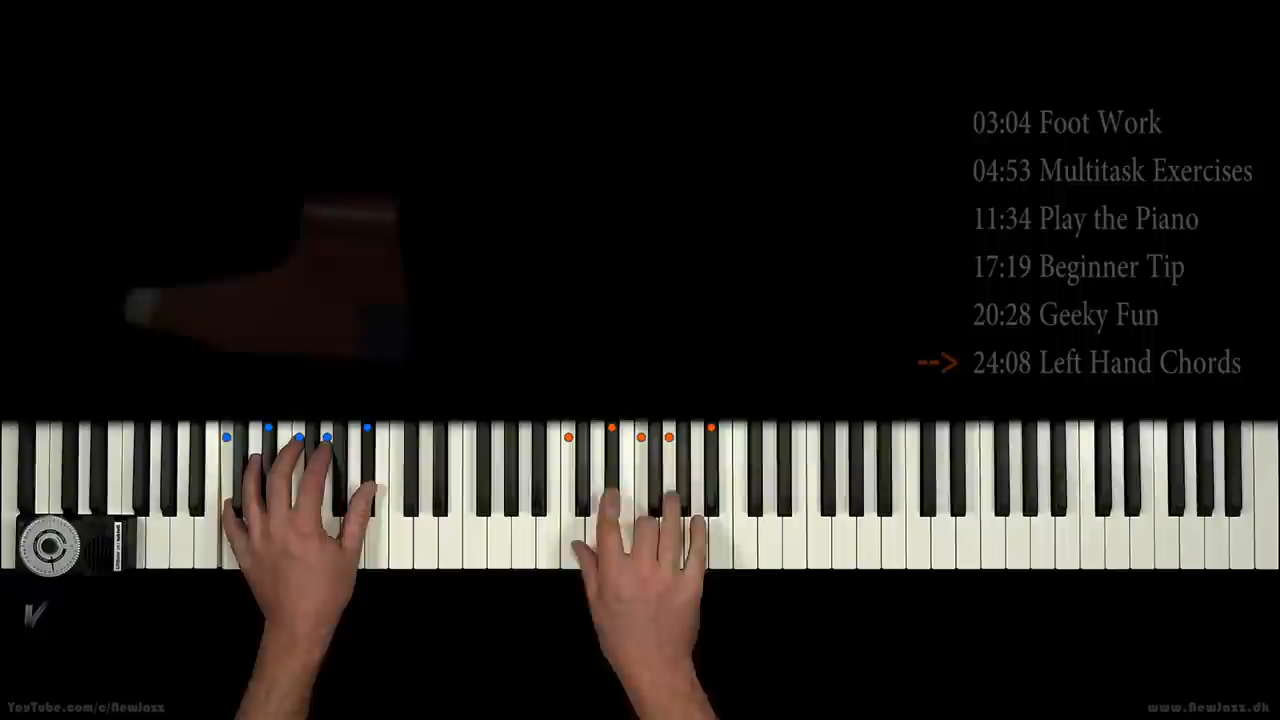 03:04 Foot Work
04:53 Multitask Exercises
11:34 Play the Piano
17:19 Beginner Tip
20:28 Geeky Fun
--> 24:08 Left Hand Chords
YouTube.com/c/NewJazz
www.NewJazz.dk